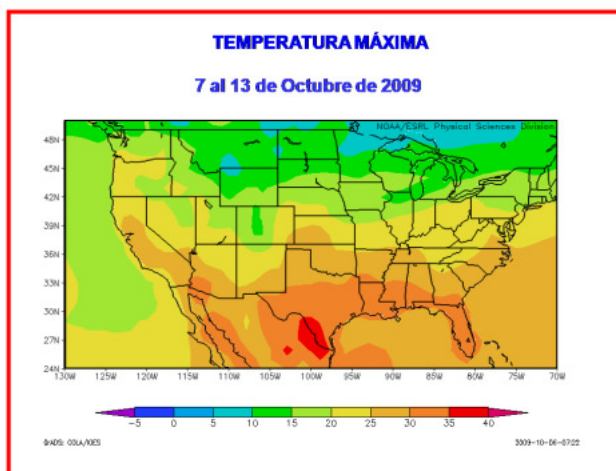 TEMPERATURA MÁXIMA
7 al 13 de Octubre de 2009
NOAA/ESRL Physical Sciences Division
48N
45N
42N
39N
36N
33N
30N
27N
24N
130W 125W 120W 115W 110W 105W 100W 95W 90W 85W 80W 75W 70W
-5 0 5 10 15 20 25 30 35 40
GrADS: COLA/IGES 2009-10-06-07:22